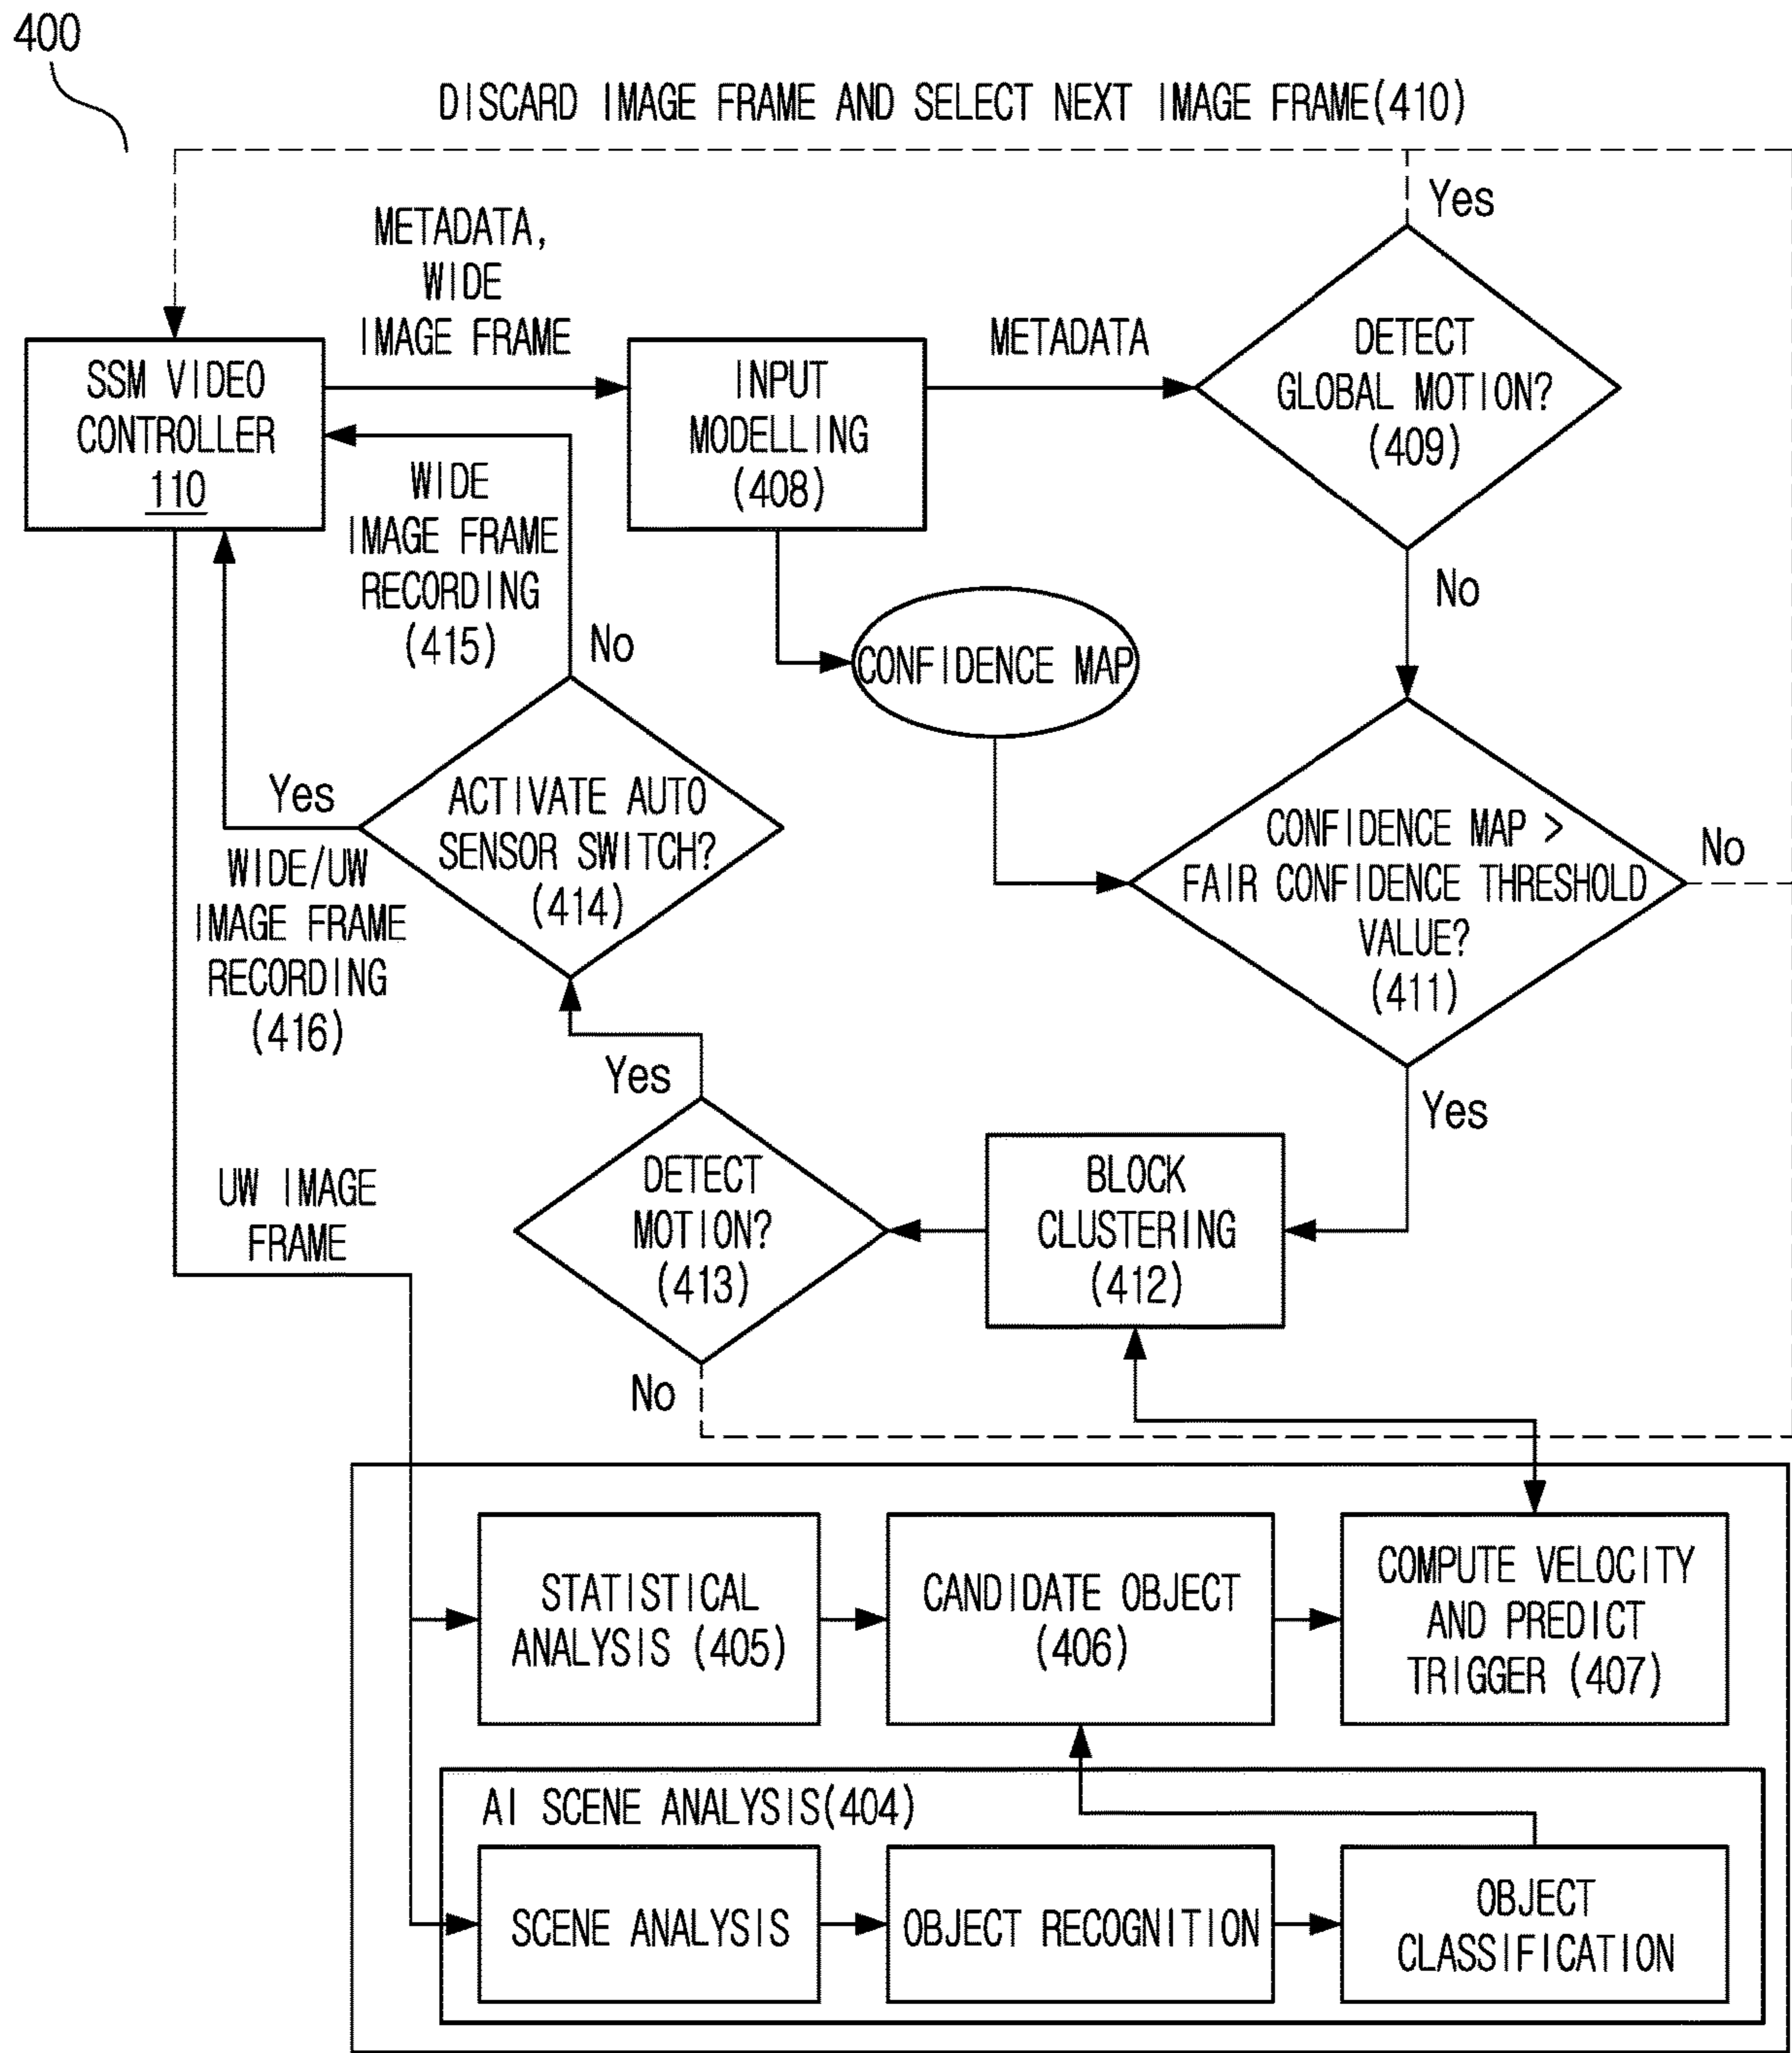 400
DISCARD IMAGE FRAME AND SELECT NEXT IMAGE FRAME(410)
Yes
METADATA,
WIDE
IMAGE FRAME
SSM VIDEO
CONTROLLER
110
INPUT
MODELLING
(408)
METADATA
DETECT
GLOBAL MOTION?
(409)
WIDE
IMAGE FRAME
RECORDING
(415)
No
No
CONFIDENCE MAP
Yes
ACTIVATE AUTO
SENSOR SWITCH?
(414)
CONFIDENCE MAP >
FAIR CONFIDENCE THRESHOLD
VALUE?
(411)
No
WIDE/UW
IMAGE FRAME
RECORDING
(416)
Yes
Yes
UW IMAGE
FRAME
DETECT
MOTION?
(413)
BLOCK
CLUSTERING
(412)
No
STATISTICAL
ANALYSIS (405)
CANDIDATE OBJECT
(406)
COMPUTE VELOCITY
AND PREDICT
TRIGGER (407)
AI SCENE ANALYSIS(404)
SCENE ANALYSIS
OBJECT RECOGNITION
OBJECT
CLASSIFICATION